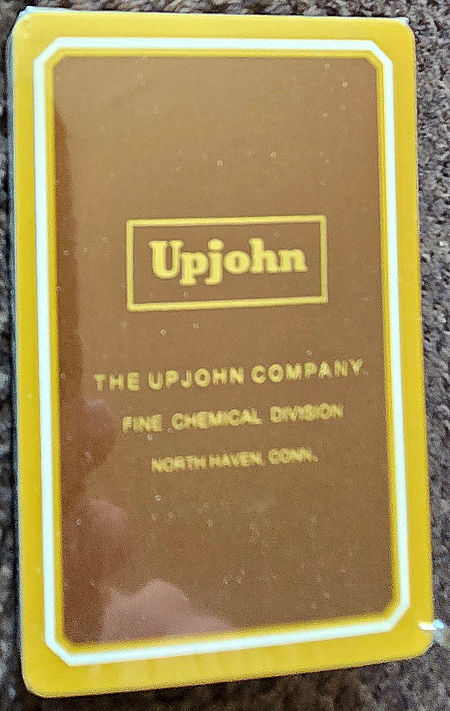 Upjohn
THE UPJOHN COMPANY
FINE CHEMICAL DIVISION
NORTH HAVEN, CONN.